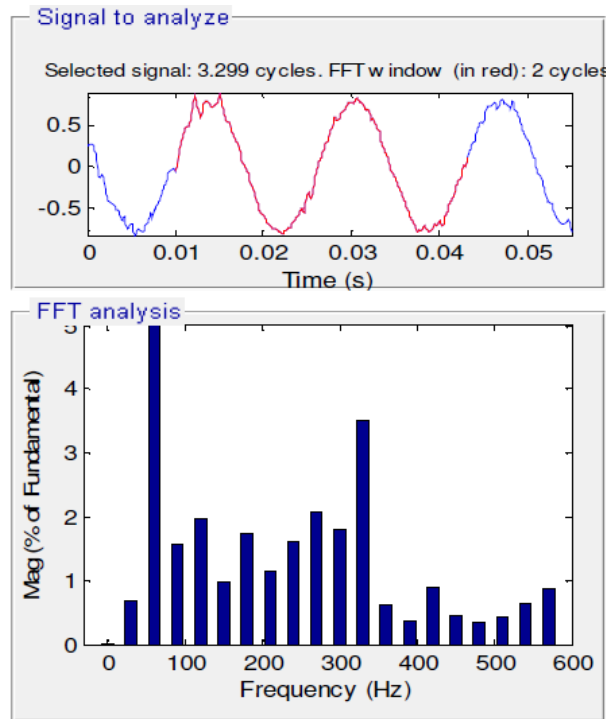 Signal to analyze
Selected signal: 3.299 cycles. FFT window (in red): 2 cycles
0.5
0
-0.5
0 0.01 0.02 0.03 0.04 0.05
Time (s)
FFT analysis
5
4
3
2
1
0
Mag (% of Fundamental)
0 100 200 300 400 500 600
Frequency (Hz)